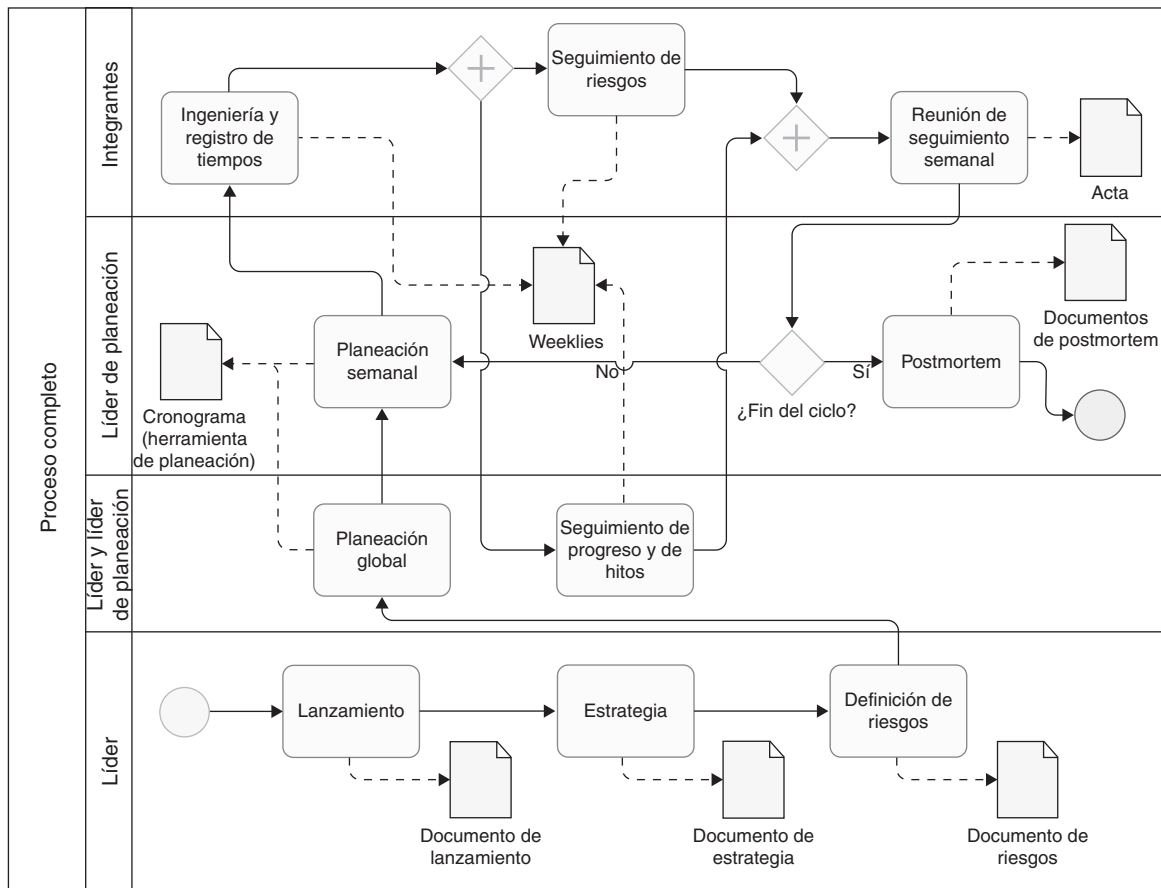 Proceso completo
Integrantes
Ingeniería y
registro de
tiempos
Seguimiento de
riesgos
Reunión de
seguimiento
semanal
Acta
Líder de planeación
Cronograma
(herramienta
de planeación)
Planeación
semanal
Weeklies
No
¿Fin del ciclo?
Sí
Postmortem
Documentos
de postmortem
Líder y líder
de planeación
Planeación
global
Seguimiento de
progreso y de
hitos
Líder
Lanzamiento
Documento de
lanzamiento
Estrategia
Documento de
estrategia
Definición de
riesgos
Documento de
riesgos